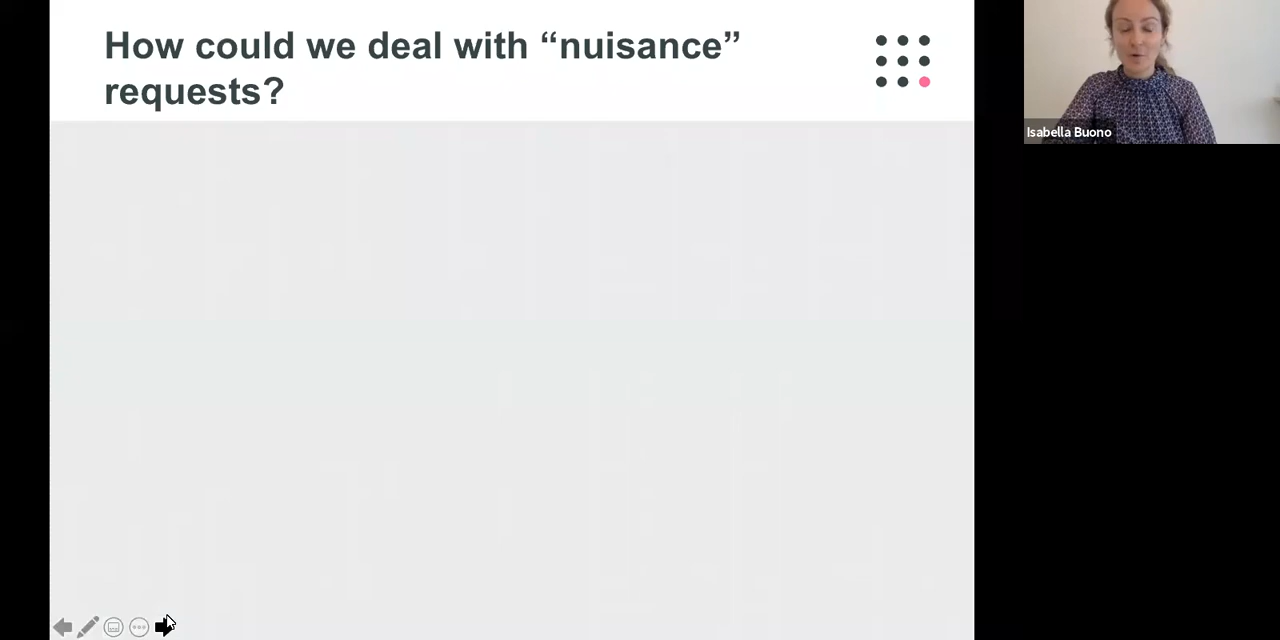 How could we deal with “nuisance”
requests?
Isabella Buono